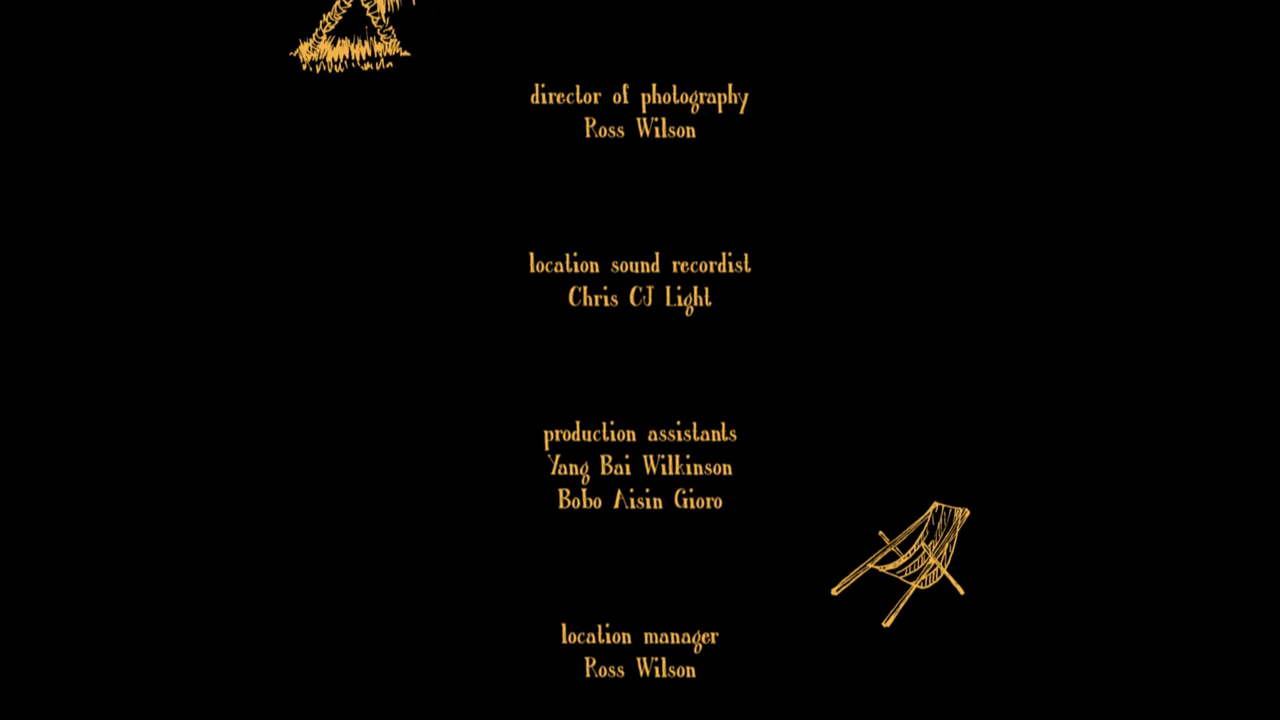 director of photography
Ross Wilson
location sound recordist
Chris CJ Light
production assistants
Yang Bai Wilkinson
Bobo Aisin Gioro
location manager
Ross Wilson